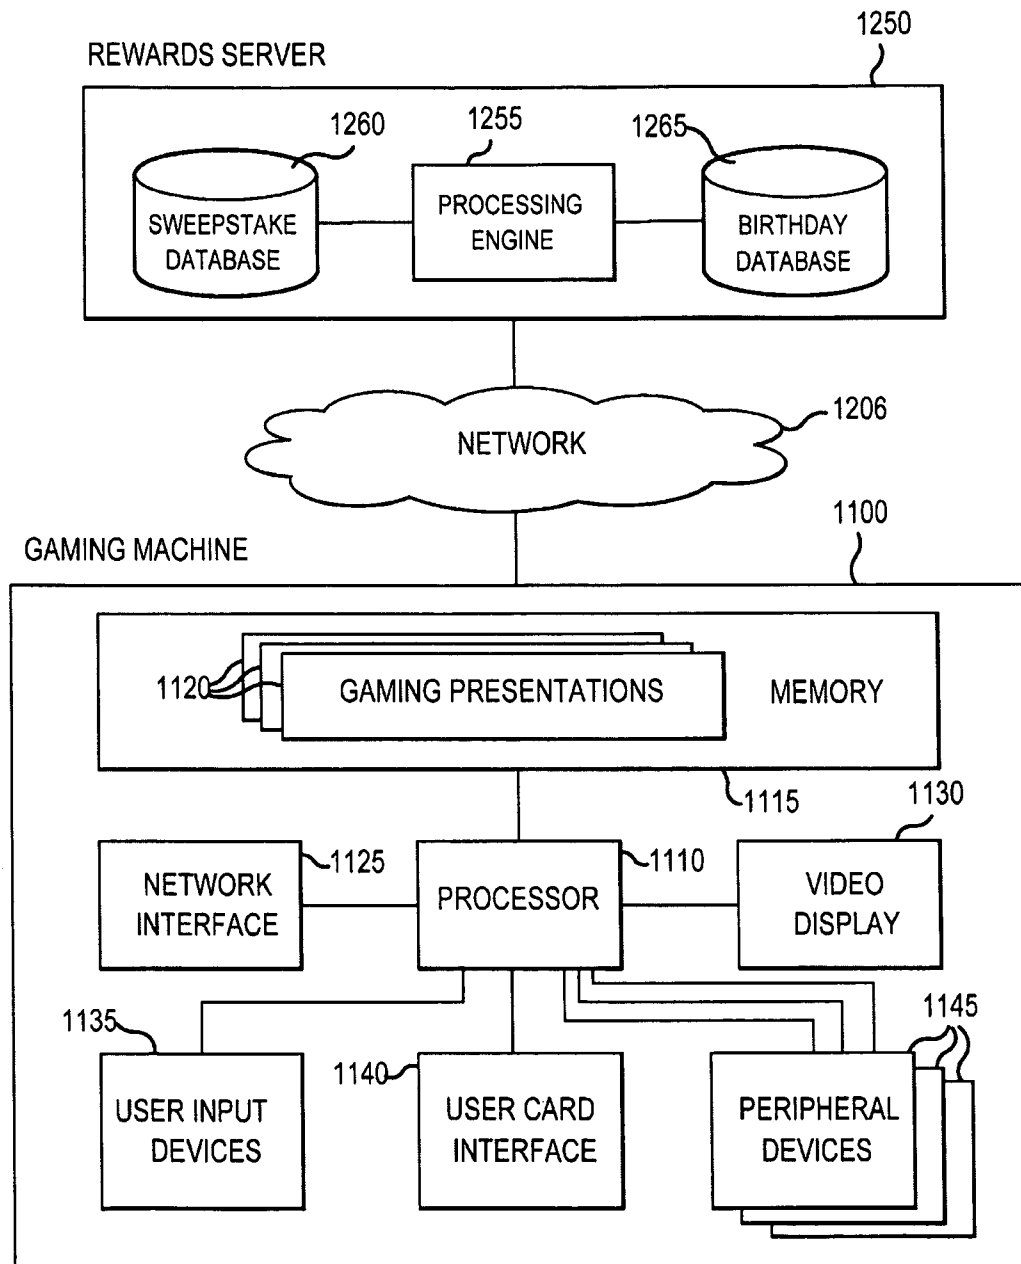 1250
REWARDS SERVER
1260
1255
1265
SWEEPSTAKE
DATABASE
PROCESSING
ENGINE
BIRTHDAY
DATABASE
1206
NETWORK
1100
GAMING MACHINE
1120
GAMING PRESENTATIONS
MEMORY
1115
1130
1125
1110
NETWORK
INTERFACE
PROCESSOR
VIDEO
DISPLAY
1135
1140
1145
USER INPUT
DEVICES
USER CARD
INTERFACE
PERIPHERAL
DEVICES